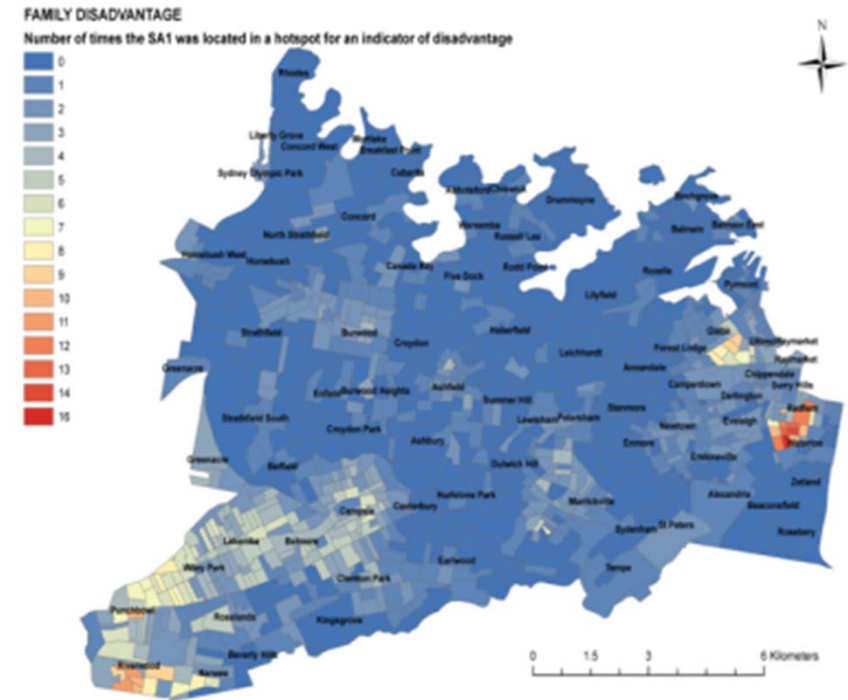 FAMILY DISADVANTAGE
Number of times the SA1 was located in a hotspot for an indicator of disadvantage
N
0
1
2
3
4
5
6
7
8
9
10
11
12
13
14
16
Rhodes
Liberty Grove
Concord West
Mortlake
Breakfast Point
Sydney Olympic Park
Cabarita
Abbotsford
Chiswick
Drummoyne
Birchgrove
Concord
North Strathfield
Wareemba
Russell Lea
Balmain
Balmain East
Homebush West
Homebush
Canada Bay
Five Dock
Rodd Point
Rozelle
Pyrmont
Lilyfield
Strathfield
Burwood
Croydon
Haberfield
Glebe
Forest Lodge
Ultimo
Haymarket
Leichhardt
Haymarket
Greenacre
Annandale
Chippendale
Enfield
Burwood Heights
Ashfield
Camperdown
Surry Hills
Darlington
Summer Hill
Stanmore
Redfern
Strathfield South
Lewisham
Petersham
Newtown
Eveleigh
Croydon Park
Ashbury
Enmore
Waterloo
Erskineville
Greenacre
Belfield
Dulwich Hill
Zetland
Hurlstone Park
Marrickville
Alexandria
Beaconsfield
Campsie
Canterbury
Sydenham
St Peters
Rosebery
Lakemba
Belmore
Earlwood
Tempe
Wiley Park
Clemton Park
Punchbowl
Roselands
Kingsgrove
Beverly Hills
Riverwood
Narwee
0
1.5
3
6 Kilometers